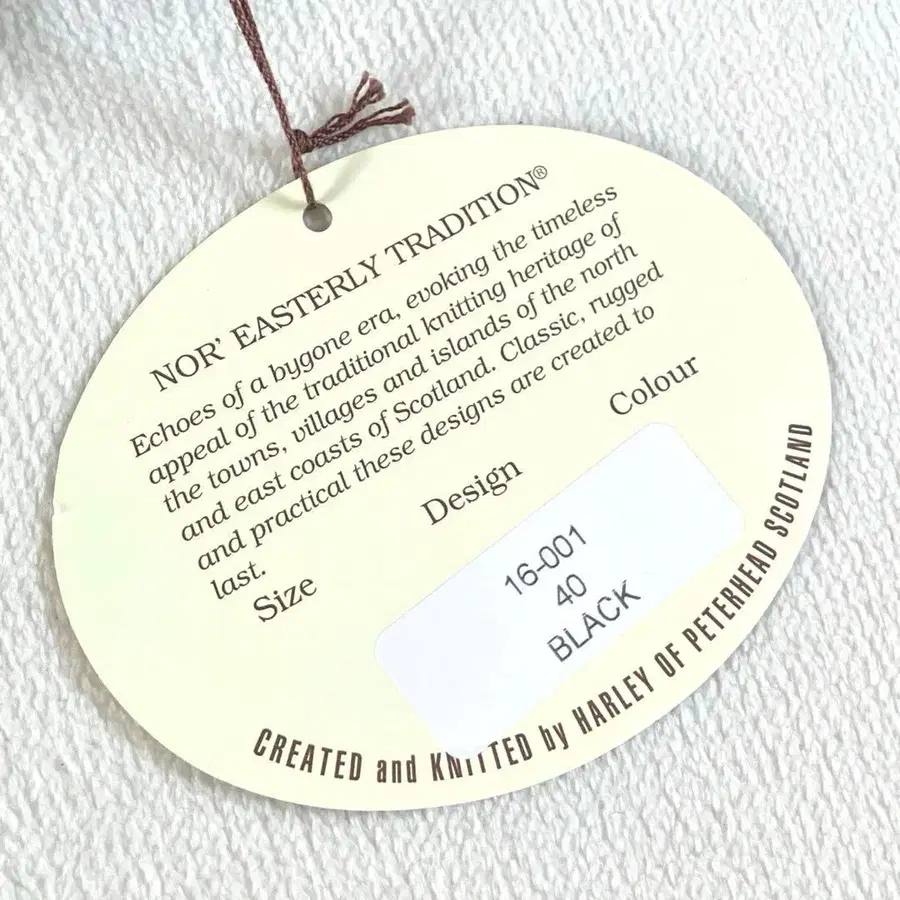 NOR' EASTERLY TRADITION®
Echoes of a bygone era, evoking the timeless
appeal of the traditional knitting heritage of
the towns, villages and islands of the north
and east coasts of Scotland. Classic, rugged
and practical these designs are created to
last.
Size Design Colour
16-001
40
BLACK
CREATED and KNITTED by HARLEY OF PETERHEAD SCOTLAND